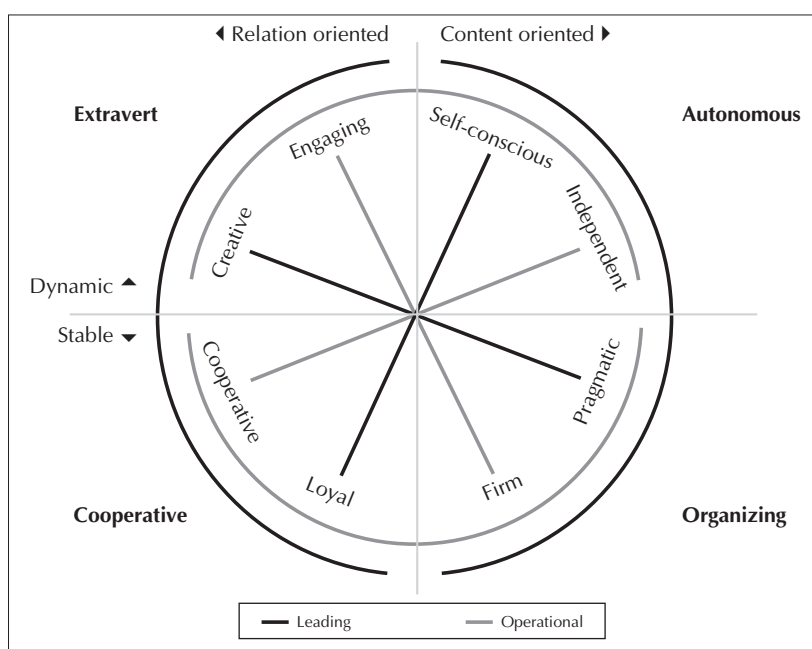 Relation oriented
Content oriented
Extravert
Autonomous
Engaging
Self-conscious
Creative
Independent
Dynamic
Stable
Cooperative
Pragmatic
Loyal
Firm
Cooperative
Organizing
Leading
Operational